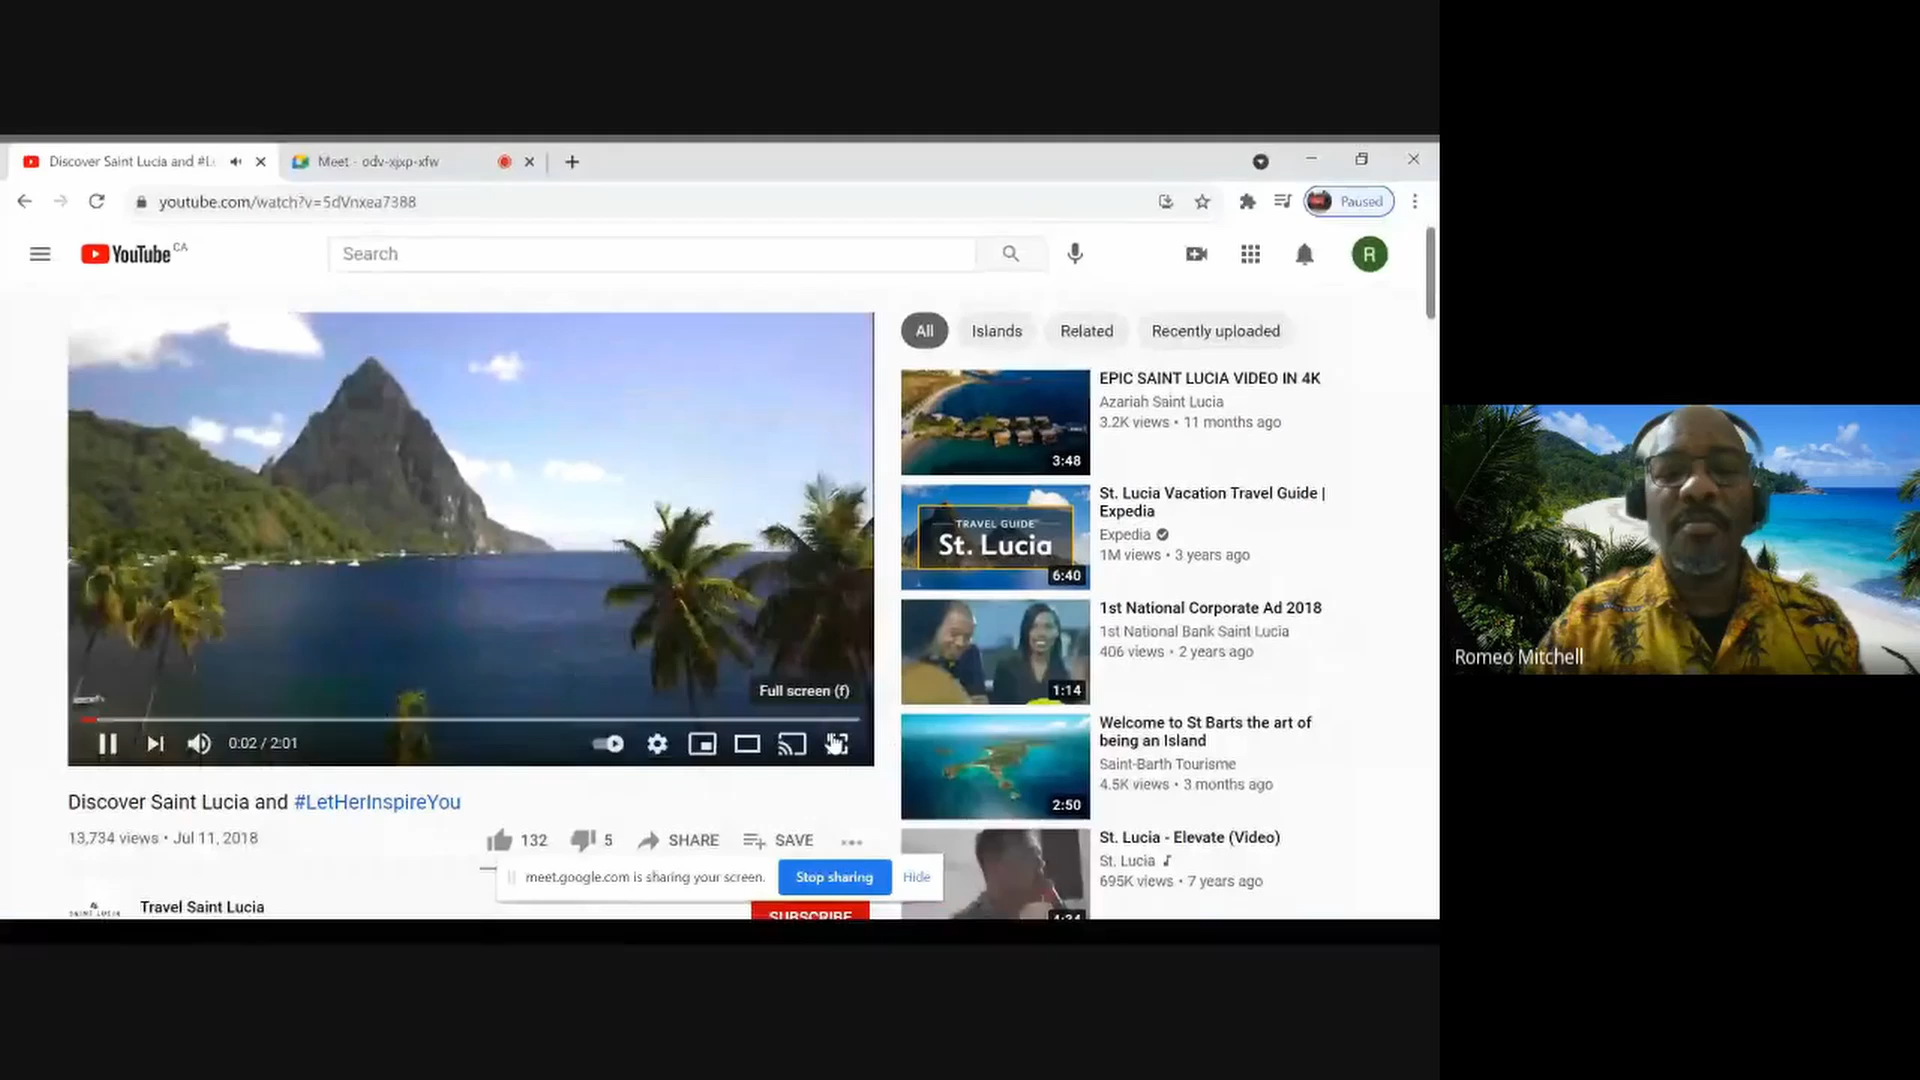 Discover Saint Lucia and #L
Meet - odv-xjxp-xfw
youtube.com/watch?v=5dVnxea7388
Paused
YouTube CA
Search
R
All
Islands
Related
Recently uploaded
EPIC SAINT LUCIA VIDEO IN 4K
Azariah Saint Lucia
3.2K views • 11 months ago
3:48
St. Lucia Vacation Travel Guide |
Expedia
Expedia
1M views • 3 years ago
TRAVEL GUIDE
St. Lucia
6:40
1st National Corporate Ad 2018
1st National Bank Saint Lucia
406 views • 2 years ago
1:14
Welcome to St Barts the art of
being an Island
Saint-Barth Tourisme
4.5K views • 3 months ago
2:50
St. Lucia - Elevate (Video)
St. Lucia
695K views • 7 years ago
4:34
Full screen (f)
0:02 / 2:01
Discover Saint Lucia and #LetHerInspireYou
13,734 views • Jul 11, 2018
132
5
SHARE
SAVE
meet.google.com is sharing your screen.
Stop sharing
Hide
SAINT LUCIA
Travel Saint Lucia
SUBSCRIBE
Romeo Mitchell